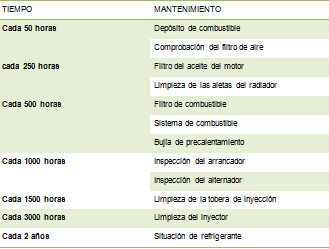 TIEMPO MANTENIMIENTO
Cada 50 horas Depósito de combustible
Comprobación del filtro de aire
cada 250 horas Filtro del aceite del motor
Limpieza de las aletas del radiador
Cada 500 horas Filtro de combustible
Sistema de combustible
Bujía de precalentamiento
Cada 1000 horas Inspección del arrancador
Inspección del alternador
Cada 1500 horas Limpieza de la tobera de inyección
Cada 3000 horas Limpieza del inyector
Cada 2 años Situación de refrigerante